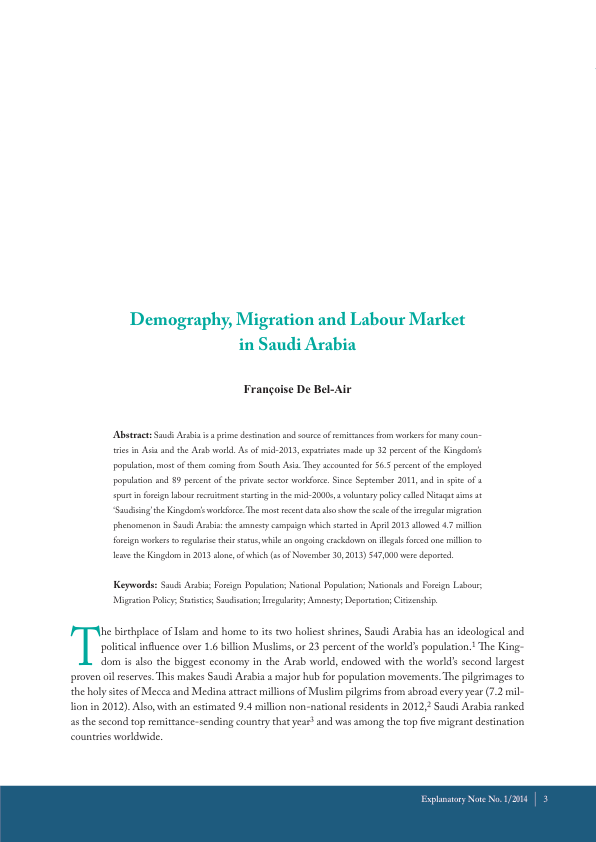 Demography, Migration and Labour Market
in Saudi Arabia
Françoise De Bel-Air
Abstract: Saudi Arabia is a prime destination and source of remittances from workers for many coun-
tries in Asia and the Arab world. As of mid-2013, expatriates made up 32 percent of the Kingdom's
population, most of them coming from South Asia. They accounted for 56.5 percent of the employed
population and 89 percent of the private sector workforce. Since September 2011, and in spite of a
spurt in foreign labour recruitment starting in the mid-2000s, a voluntary policy called Nitaqat aims at
'Saudising' the Kingdom's workforce. The most recent data also show the scale of the irregular migration
phenomenon in Saudi Arabia: the amnesty campaign which started in April 2013 allowed 4.7 million
foreign workers to regularise their status, while an ongoing crackdown on illegals forced one million to
leave the Kingdom in 2013 alone, of which (as of November 30, 2013) 547,000 were deported.
Keywords: Saudi Arabia; Foreign Population; National Population; Nationals and Foreign Labour;
Migration Policy; Statistics; Saudisation; Irregularity; Amnesty; Deportation; Citizenship.
The birthplace of Islam and home to its two holiest shrines, Saudi Arabia has an ideological and
political influence over 1.6 billion Muslims, or 23 percent of the world's population.1 The King-
dom is also the biggest economy in the Arab world, endowed with the world's second largest
proven oil reserves. This makes Saudi Arabia a major hub for population movements. The pilgrimages to
the holy sites of Mecca and Medina attract millions of Muslim pilgrims from abroad every year (7.2 mil-
lion in 2012). Also, with an estimated 9.4 million non-national residents in 2012,2 Saudi Arabia ranked
as the second top remittance-sending country that year3 and was among the top five migrant destination
countries worldwide.
Explanatory Note No. 1/2014 3